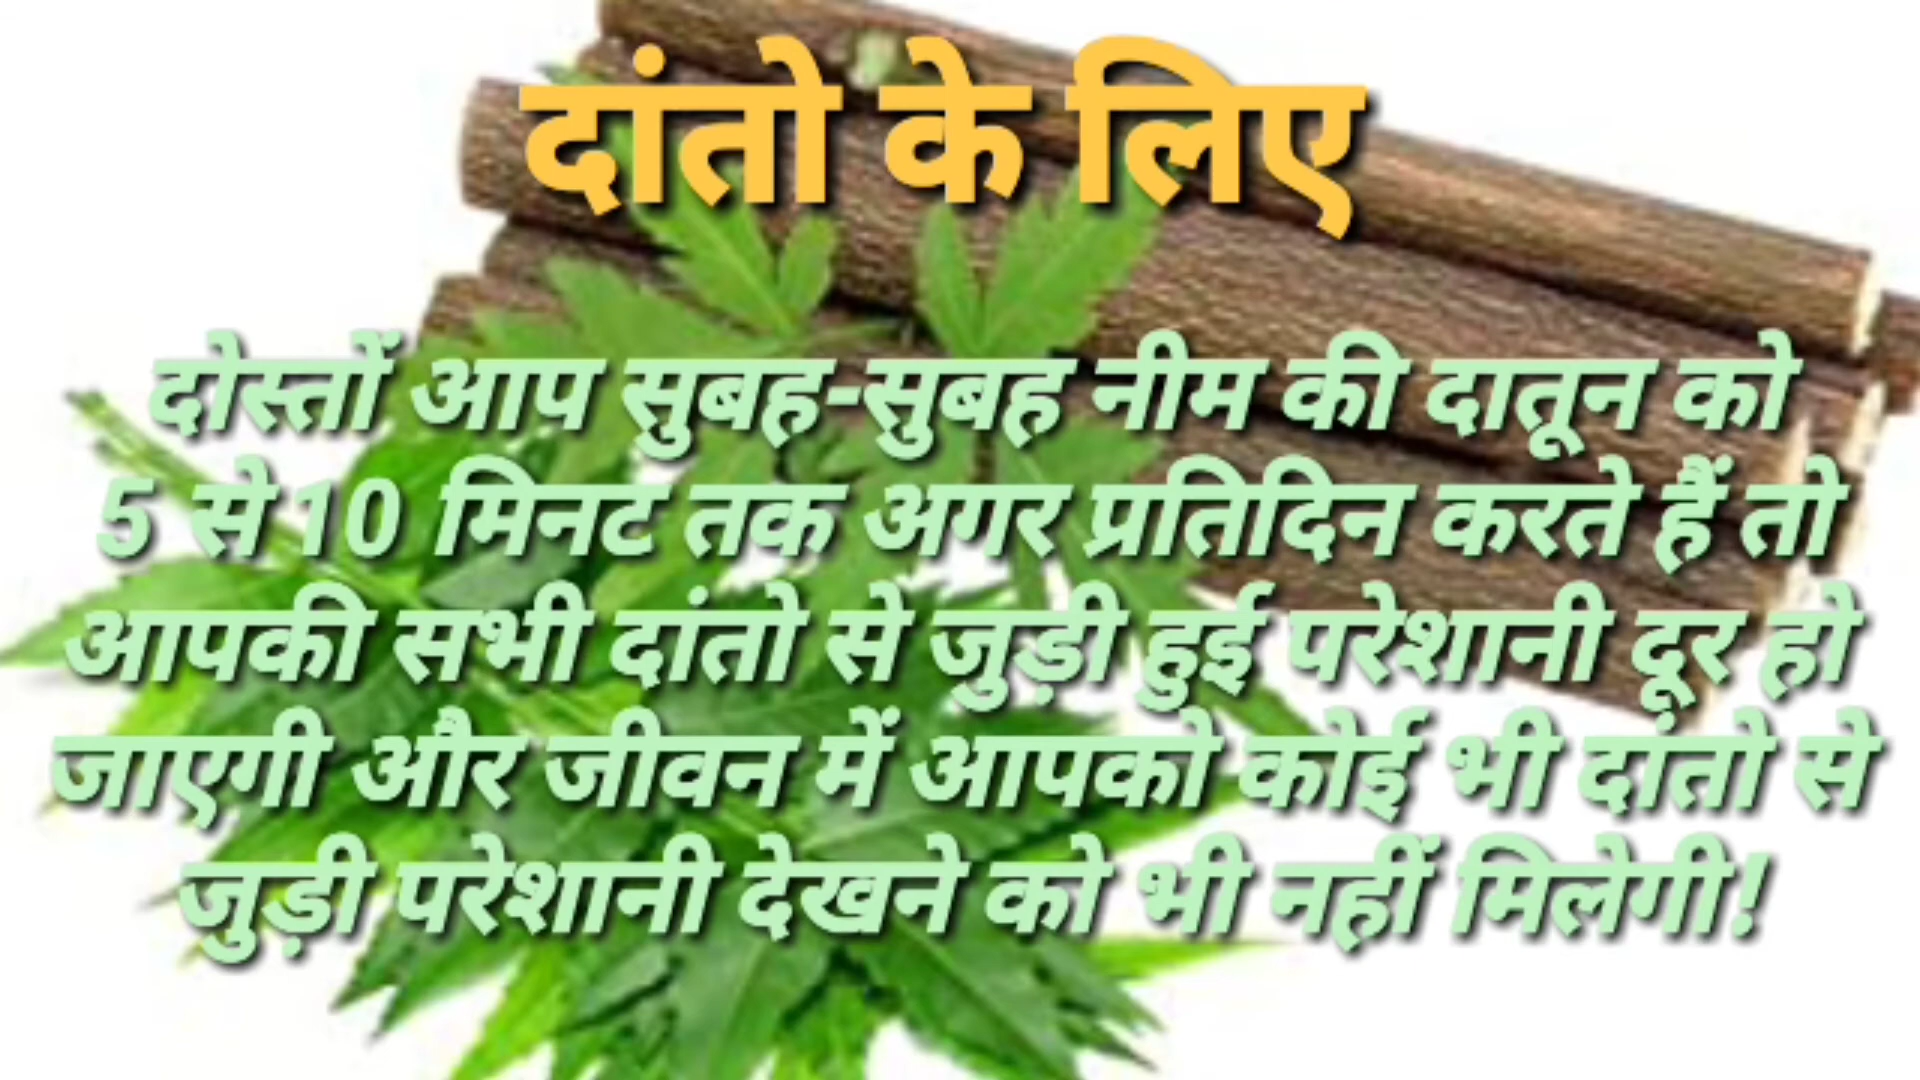 दांतो के लिए
दोस्तों आप सुबह-सुबह नीम की दातून को
5 से 10 मिनट तक अगर प्रतिदिन करते हैं तो
आपकी सभी दांतो से जुड़ी हुई परेशानी दूर हो
जाएगी और जीवन में आपको कोई भी दांतो से
जुड़ी परेशानी देखने को भी नहीं मिलेगी!